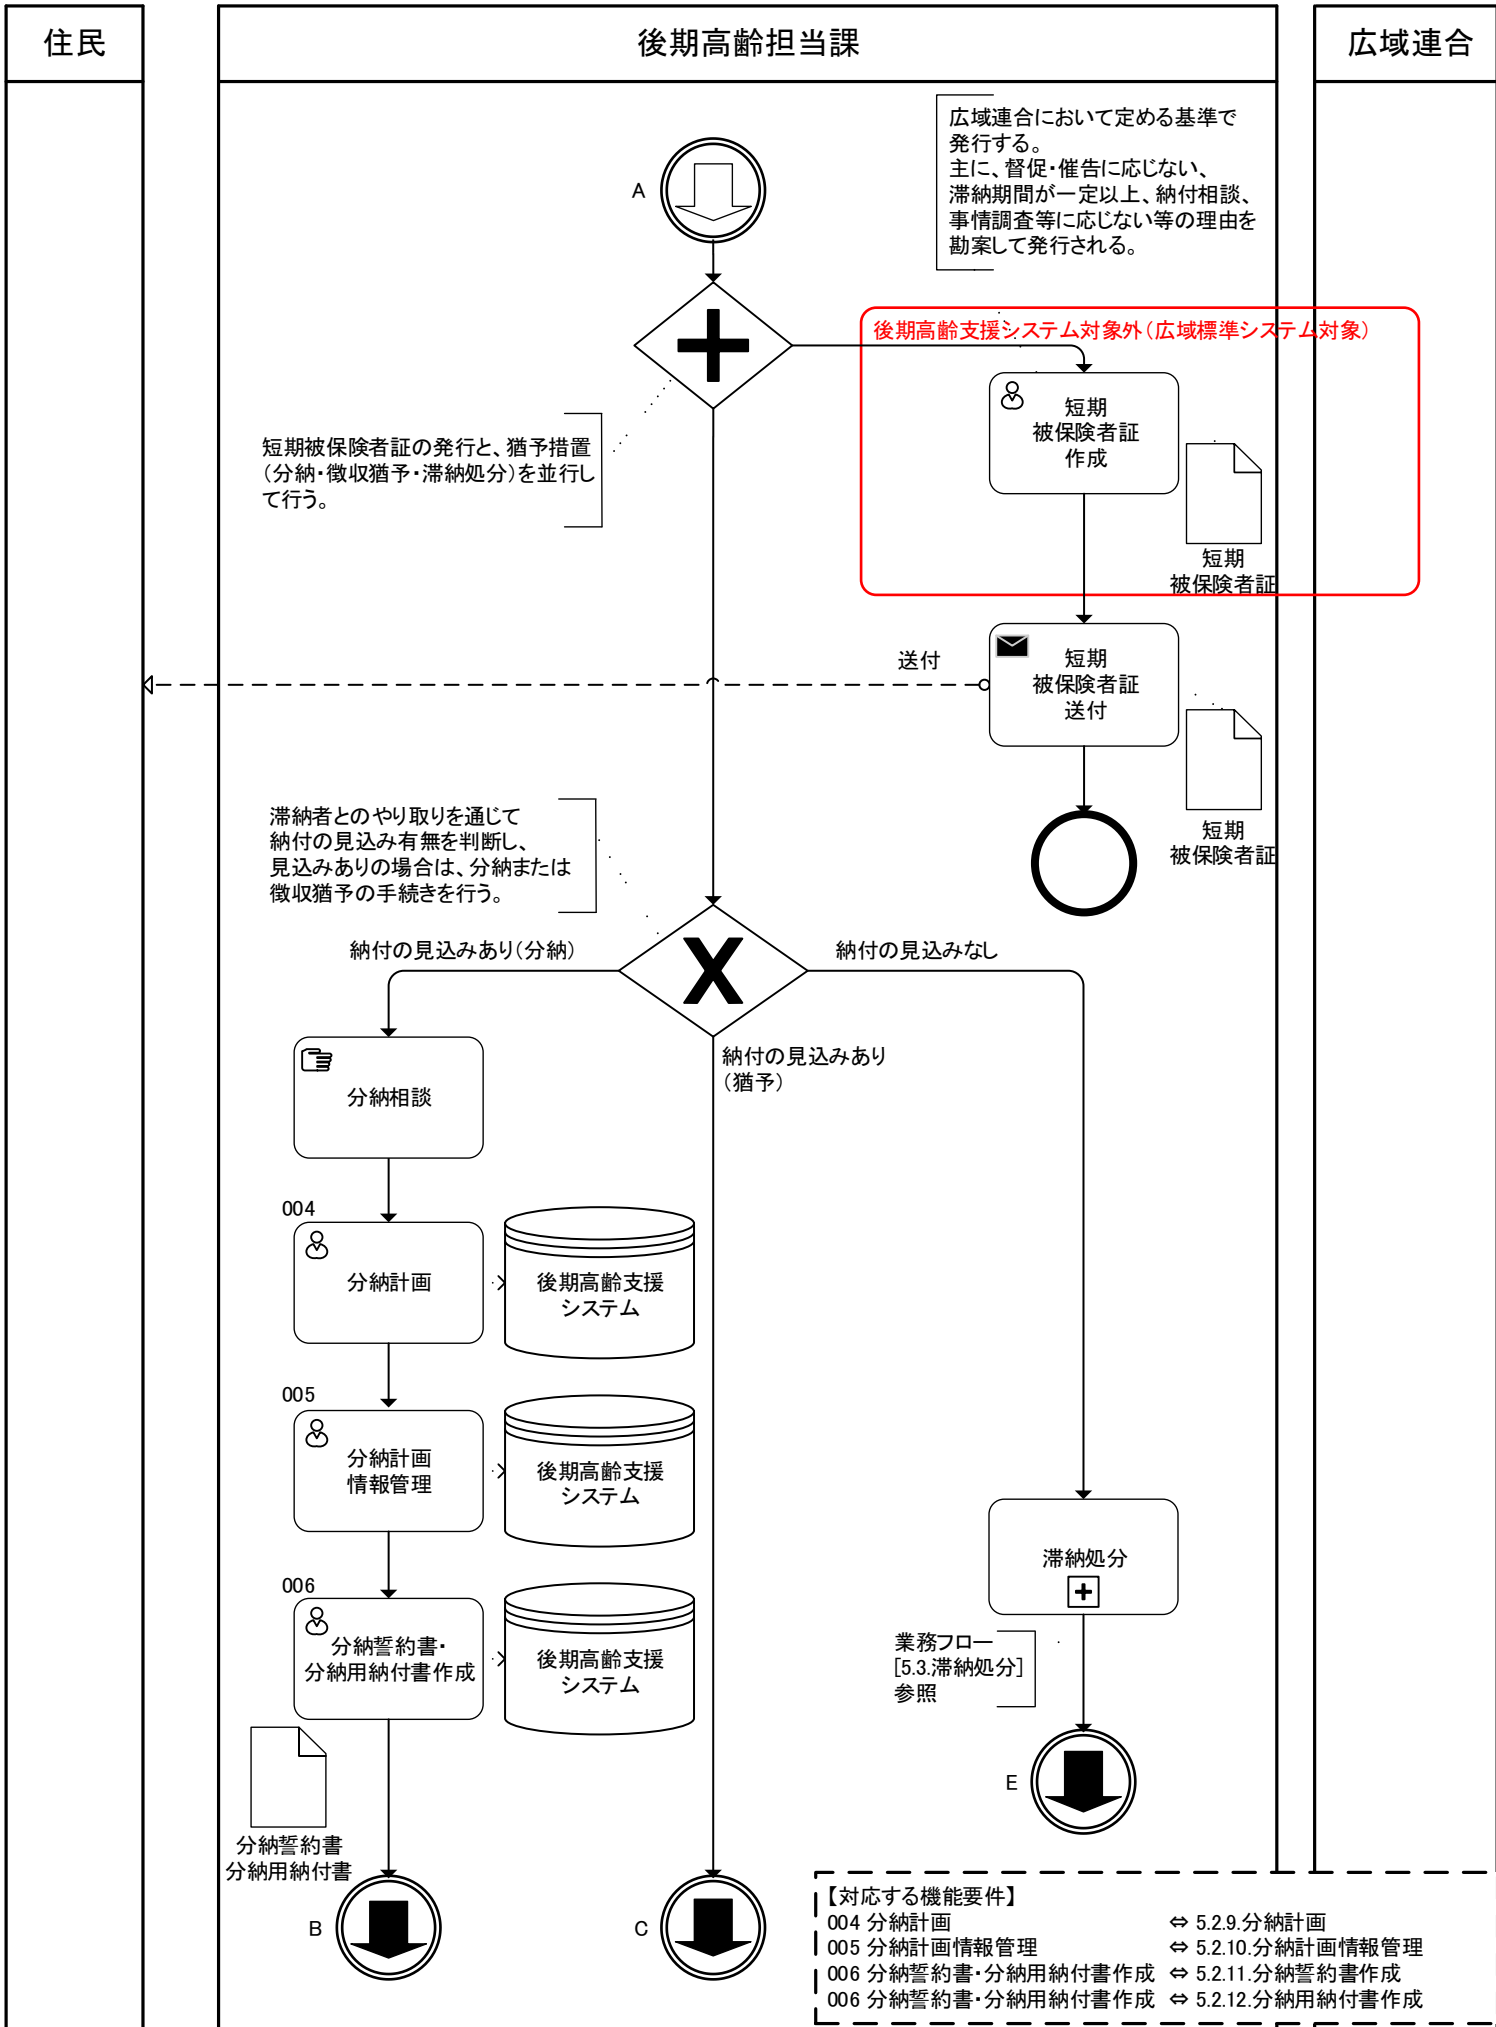 住民
後期高齢担当課
広域連合
広域連合において定める基準で
発行する。
主に、督促・催告に応じない、
滞納期間が一定以上、納付相談、
事情調査等に応じない等の理由を
勘案して発行される。
A
後期高齢支援システム対象外（広域標準システム対象）
短期
被保険者証
作成
短期被保険者証の発行と、猶予措置
（分納・徴収猶予・滞納処分）を並行し
て行う。
短期
被保険者証
送付
短期
被保険者証
送付
滞納者とのやり取りを通じて
納付の見込み有無を判断し、
見込みありの場合は、分納または
徴収猶予の手続きを行う。
短期
被保険者証
納付の見込みあり（分納）
納付の見込みなし
納付の見込みあり
（猶予）
分納相談
004
分納計画
後期高齢支援
システム
005
分納計画
情報管理
後期高齢支援
システム
006
分納誓約書・
分納用納付書作成
後期高齢支援
システム
滞納処分
業務フロー
[5.3.滞納処分]
参照
E
分納誓約書
分納用納付書
B
C
【対応する機能要件】
004 分納計画 ⇔ 5.2.9.分納計画
005 分納計画情報管理 ⇔ 5.2.10.分納計画情報管理
006 分納誓約書・分納用納付書作成 ⇔ 5.2.11.分納誓約書作成
006 分納誓約書・分納用納付書作成 ⇔ 5.2.12.分納用納付書作成